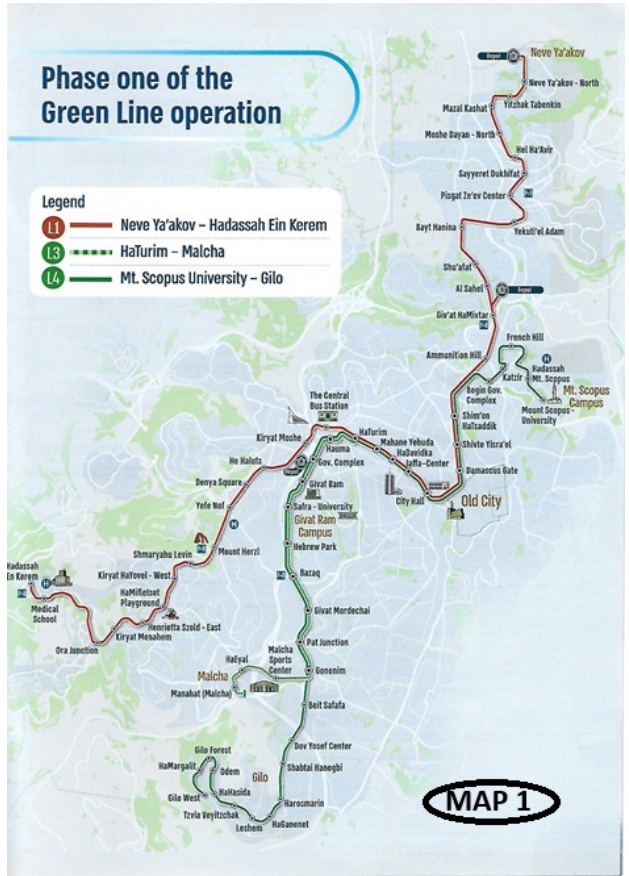 Phase one of the
Green Line operation
Legend
L1 Neve Ya'akov – Hadassah Ein Kerem
L3 HaTurim – Malcha
L4 Mt. Scopus University – Gilo
Depot
Neve Ya'akov
Neve Ya'akov - North
Yitzhak Tabenkin
Mazal Kashat
Moshe Dayan - North
Hel Ha'Avir
Sayyeret Dukhifat
Pisgat Ze'ev Center
Yekuti'el Adam
Bayt Hanina
Shu'afat
Al Sahel
Depot
Giv'at HaMivtar
Ammunition Hill
French Hill
H
Hadassah
Mt. Scopus
Katzir
Begin Gov.
Complex
Mt. Scopus
Campus
Mount Scopus -
University
Shim'on
HaTsaddik
Shivte Yisra'el
Damascus Gate
Old City
City Hall
Jaffa-Center
HaDavidka
Mahane Yehuda
HaTurim
The Central
Bus Station
Kiryat Moshe
Hauma
Gov. Complex
Depot
He Haluts
Denya Square
Yefe Nof
H
Mount Herzl
Shmaryahu Levin
Kiryat HaYovel - West
HaMifletset
Playground
Henrietta Szold - East
Kiryat Menahem
Ora Junction
Medical
School
Hadassah
En Kerem
H
Givat Ram
Safra - University
Givat Ram
Campus
Hebrew Park
Bazaq
Givat Mordechai
Pat Junction
Malcha
Sports
Center
HaEyal
Malcha
Manahat (Malcha)
Gonenim
Beit Safafa
Dov Yosef Center
Shabtai Hanegbi
Gilo
Gilo Forest
HaMargalit
Odem
Gilo West
HaHasida
Tzvia Veyitzchak
Leshem
HaGanenet
Harosmarin
MAP 1